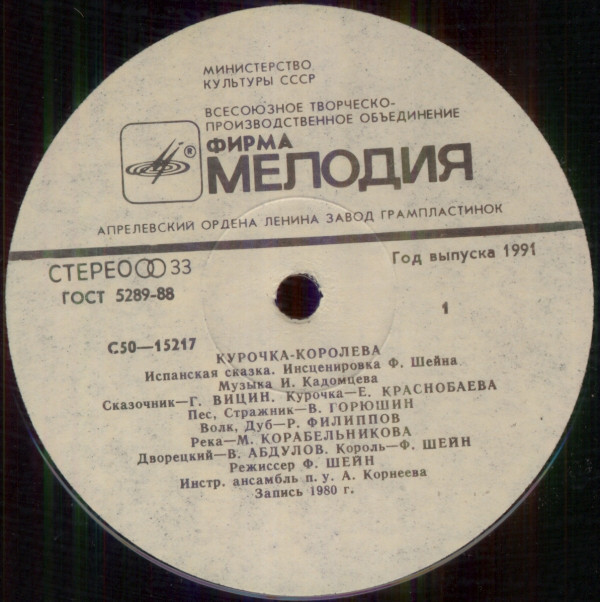 МИНИСТЕРСТВО
КУЛЬТУРЫ СССР
ВСЕСОЮЗНОЕ ТВОРЧЕСКО-
ПРОИЗВОДСТВЕННОЕ ОБЪЕДИНЕНИЕ
®
ФИРМА
МЕЛОДИЯ
АПРЕЛЕВСКИЙ ОРДЕНА ЛЕНИНА ЗАВОД ГРАМПЛАСТИНОК
СТЕРЕО 33
Год выпуска 1991
ГОСТ 5289-88
1
С50—15217
КУРОЧКА-КОРОЛЕВА
Испанская сказка. Инсценировка Ф. Шейна
Музыка И. Кадомцева
Сказочник—Г. ВИЦИН. Курочка—Е. КРАСНОБАЕВА
Пес, Стражник—В. ГОРЮШИН
Волк, Дуб—Р. ФИЛИППОВ
Река—М. КОРАБЕЛЬНИКОВА
Дворецкий—В. АБДУЛОВ. Король—Ф. ШЕЙН
Режиссер Ф. ШЕЙН
Инстр. ансамбль п. у А. Корнеева
Запись 1980 г.